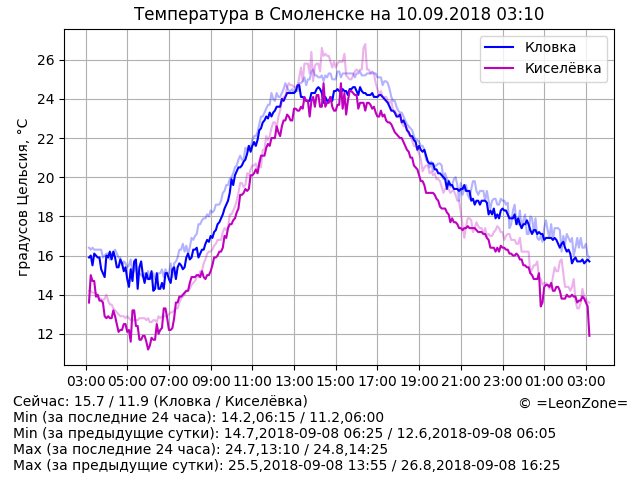 Температура в Смоленске на 10.09.2018 03:10
Кловка
Киселёвка
градусов Цельсия, °C
26
24
22
20
18
16
14
12
03:00 05:00 07:00 09:00 11:00 13:00 15:00 17:00 19:00 21:00 23:00 01:00 03:00
Сейчас: 15.7 / 11.9 (Кловка / Киселёвка)
© =LeonZone=
Min (за последние 24 часа): 14.2,06:15 / 11.2,06:00
Min (за предыдущие сутки): 14.7,2018-09-08 06:25 / 12.6,2018-09-08 06:05
Max (за последние 24 часа): 24.7,13:10 / 24.8,14:25
Max (за предыдущие сутки): 25.5,2018-09-08 13:55 / 26.8,2018-09-08 16:25